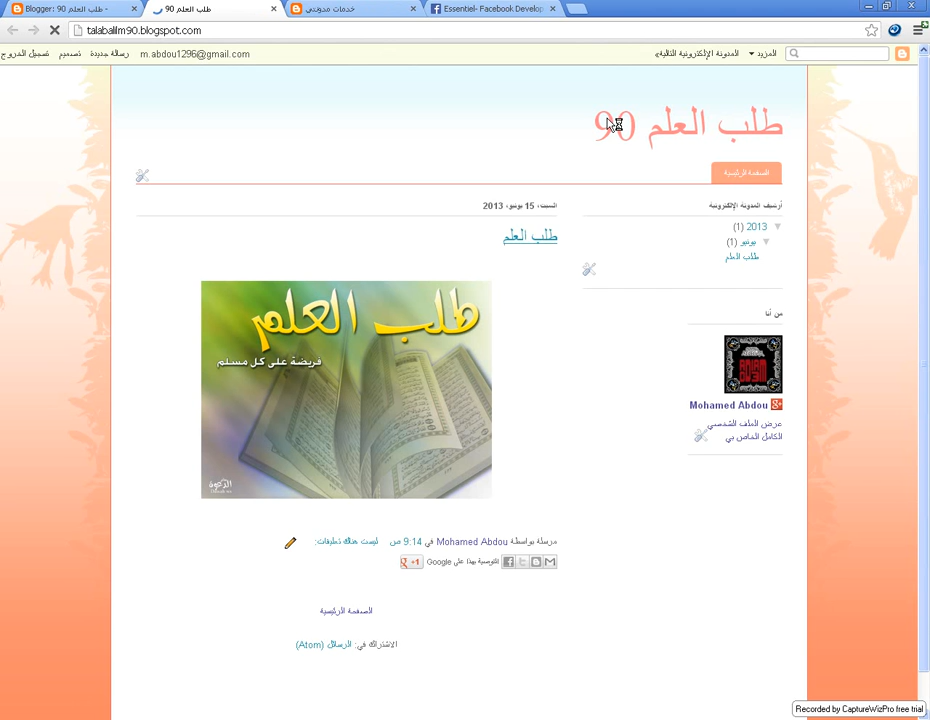 Blogger: طلب العلم 90 -
طلب العلم 90
خدمات مدونتي
Essentiel- Facebook Develop
talabalilm90.blogspot.com
المزيد
المدونة الإلكترونية التالية»
m.abdou1296@gmail.com
رسالة جديدة
تصميم
تسجيل الخروج
طلب العلم 90
الصفحة الرئيسية
السبت، 15 يونيو، 2013
طلب العلم
طلب العلم
فريضة على كل مسلم
مرسلة بواسطة Mohamed Abdou في 9:14 ص
ليست هناك تعليقات:
+1
التوصية بهذا على Google
الصفحة الرئيسية
الاشتراك في: الرسائل (Atom)
أرشيف المدونة الإلكترونية
2013 (1)
يونيو (1)
طلب العلم
من أنا
Mohamed Abdou
عرض الملف الشخصي
الكامل الخاص بي
Recorded by CaptureWizPro free trial